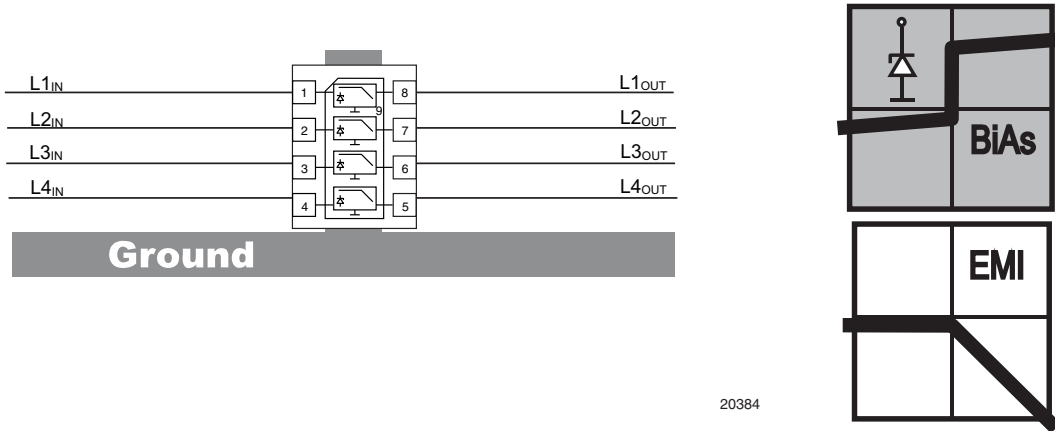 L1IN
L1OUT
L2IN
L2OUT
L3IN
L3OUT
L4IN
L4OUT
1
8
9
2
7
3
6
4
5
Ground
BiAs
EMI
20384